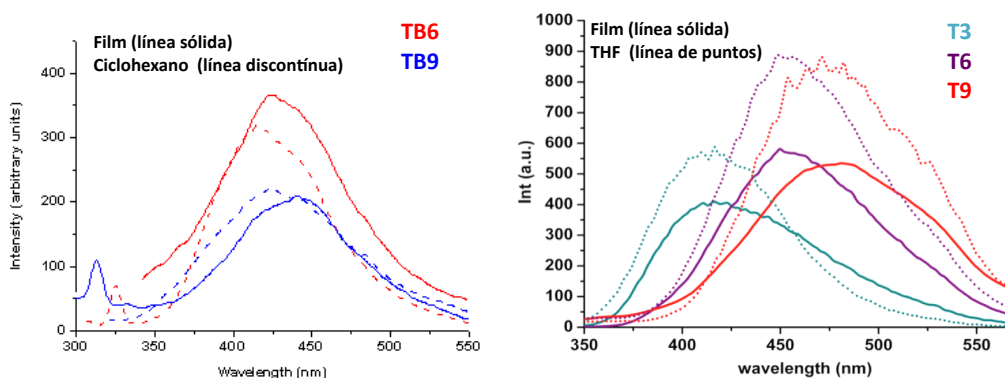 Film (línea sólida)
Ciclohexano (línea discontínua)
TB6
TB9
Intensity (arbitrary units)
400
300
200
100
0
300
350
400
450
500
550
Wavelength (nm)
Film (línea sólida)
THF (línea de puntos)
T3
T6
T9
Int (a.u.)
1000
900
800
700
600
500
400
300
200
100
0
400
450
500
550
wavelength (nm)